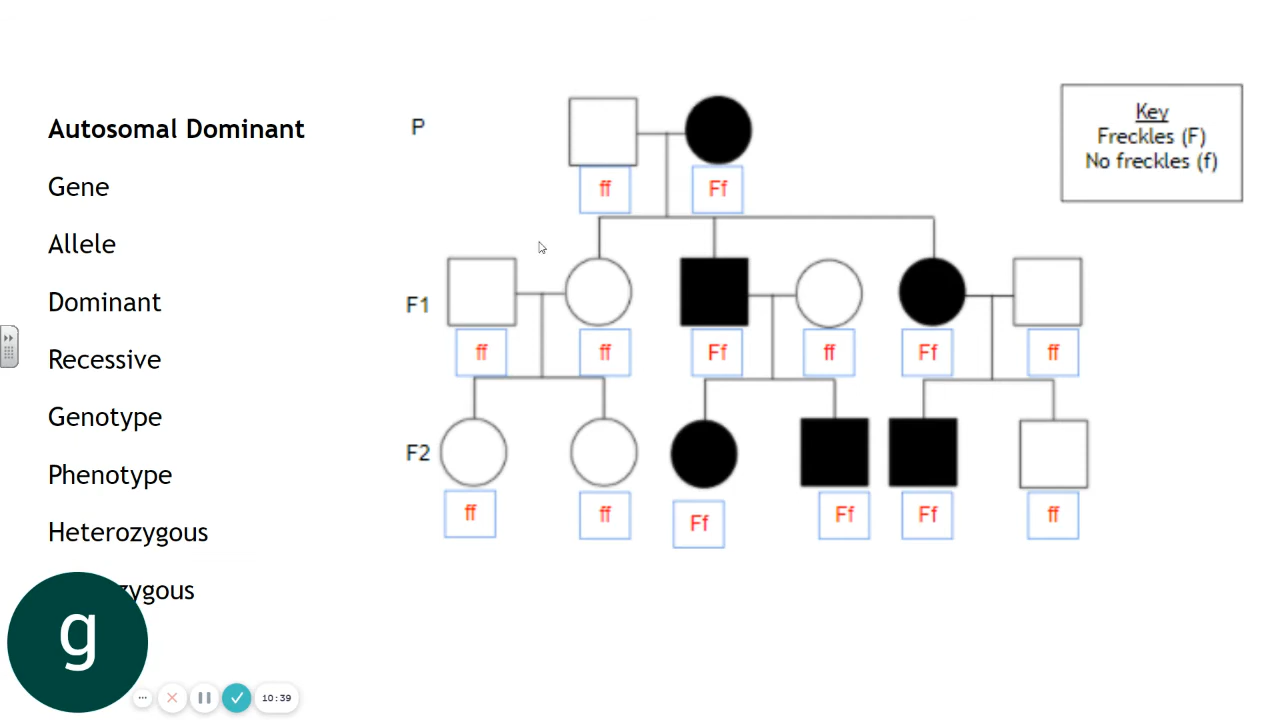 Autosomal Dominant
Gene
Allele
Dominant
Recessive
Genotype
Phenotype
Heterozygous
zygous
g
10:39
P
ff Ff
F1
ff ff Ff ff Ff ff
F2
ff ff Ff Ff Ff ff
Key
Freckles (F)
No freckles (f)